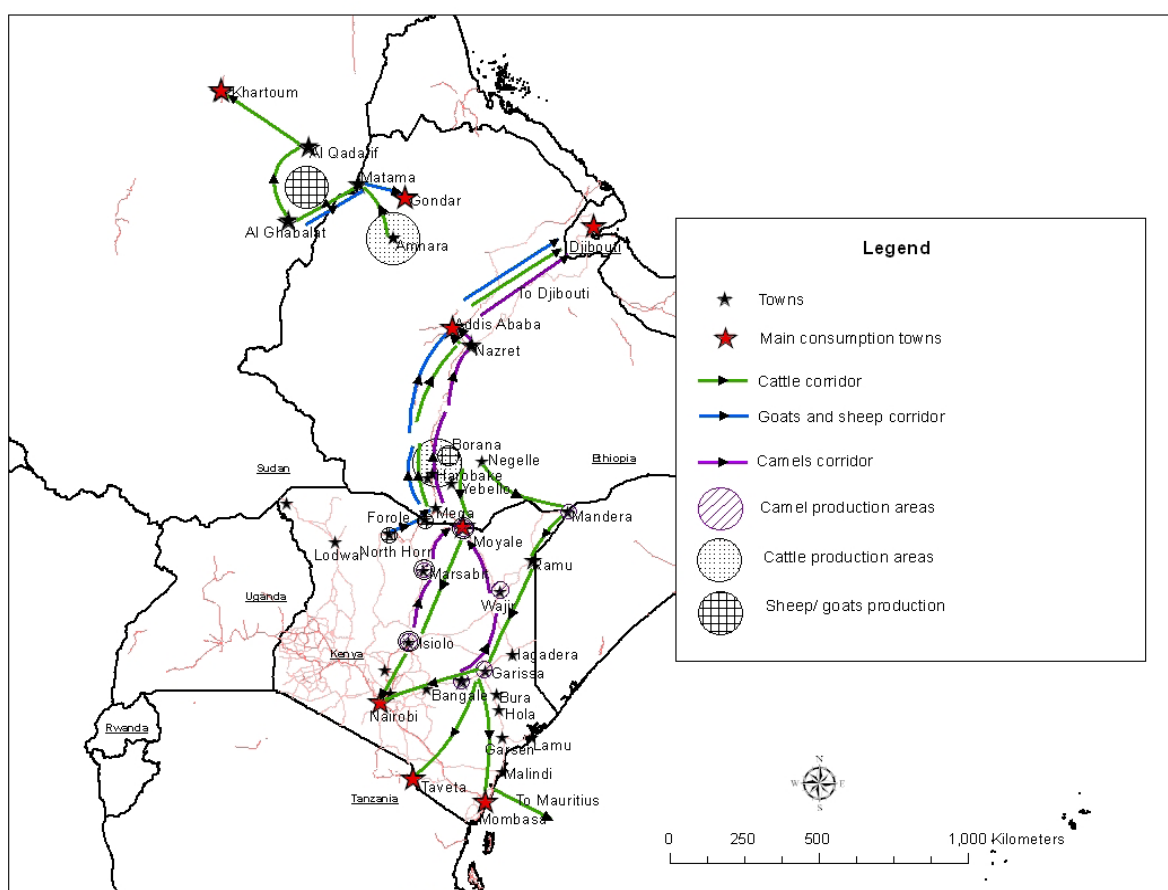 Khartoum
Al Qadarif
Matama
Gondar
Al Ghabalat
Amhara
Djibouti
To Djibouti
Addis Ababa
Nazret
Borana
Negelle
Ethiopia
Sudan
Harobake
Yebello
Mega
Forole
Mandera
North Horn
Moyale
Lodwar
Marsabit
Ramu
Uganda
Wajir
Isiolo
Kenya
Hagadera
Garissa
Bangale
Bura
Nairobi
Hola
Rwanda
Garsen
Lamu
Malindi
Taveta
Tanzania
To Mauritius
Mombasa
Legend
Towns
Main consumption towns
Cattle corridor
Goats and sheep corridor
Camels corridor
Camel production areas
Cattle production areas
Sheep/ goats production
N
W E
S
0 250 500 1,000 Kilometers